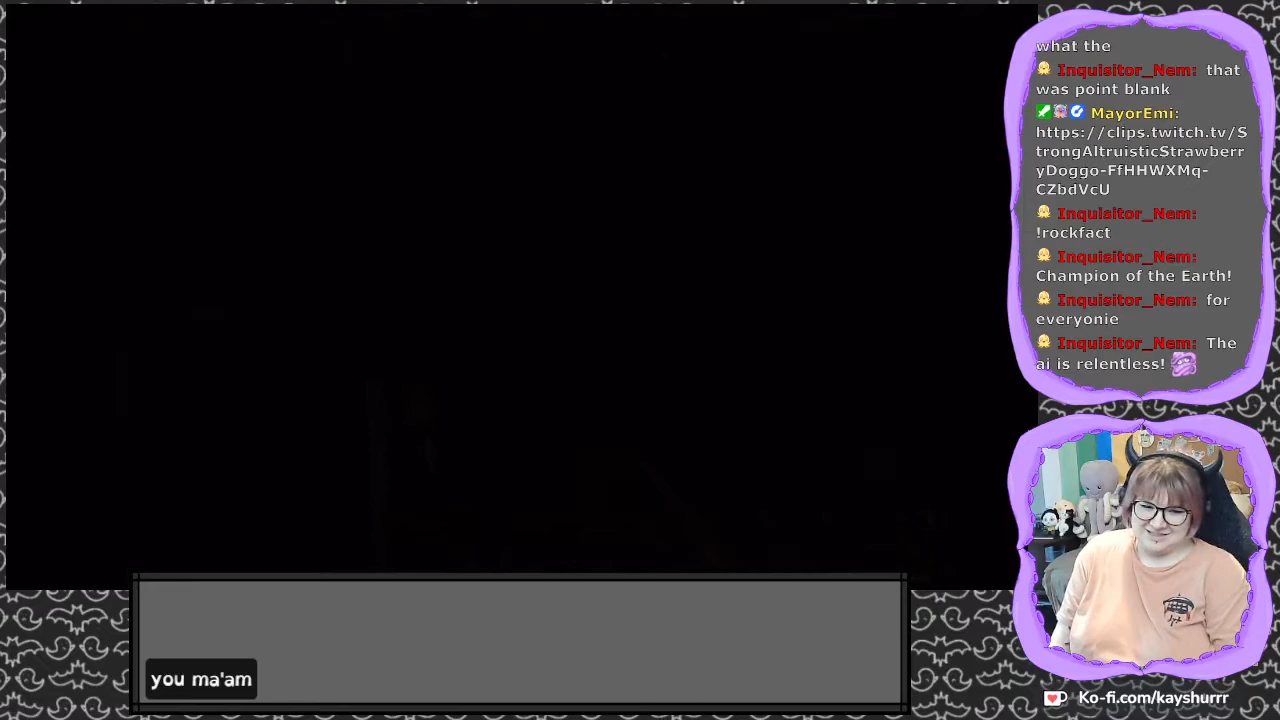 what the
Inquisitor_Nem: that
was point blank
MayorEmi:
https://clips.twitch.tv/S
trongAltruisticStrawberr
yDoggo-FfHHWXMq-
CZbdVcU
Inquisitor_Nem:
!rockfact
Inquisitor_Nem:
Champion of the Earth!
Inquisitor_Nem: for
everyonie
Inquisitor_Nem: The
ai is relentless!
you ma'am
Ko-fi.com/kayshurrr